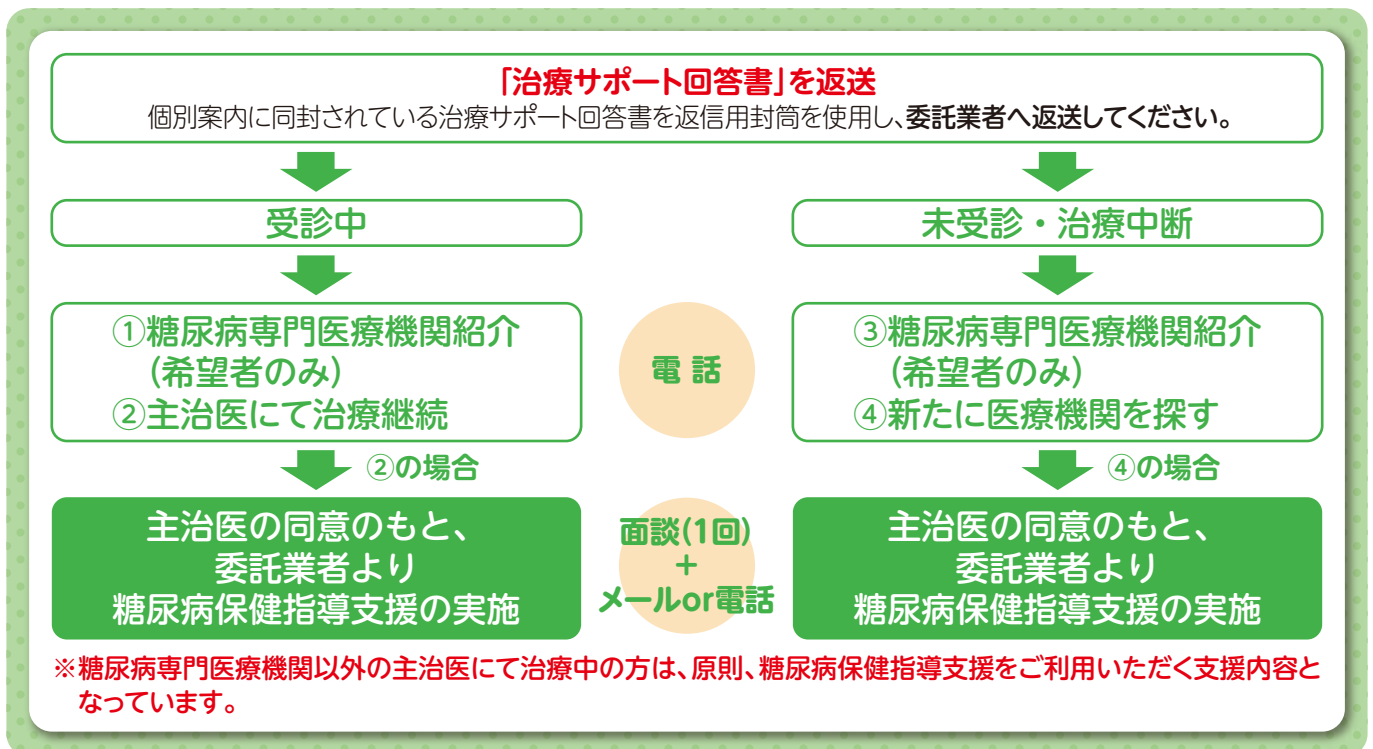 「治療サポート回答書」を返送
個別案内に同封されている治療サポート回答書を返信用封筒を使用し、委託業者へ返送してください。
受診中
未受診・治療中断
①糖尿病専門医療機関紹介
(希望者のみ)
②主治医にて治療継続
電話
③糖尿病専門医療機関紹介
(希望者のみ)
④新たに医療機関を探す
②の場合
④の場合
主治医の同意のもと、
委託業者より
糖尿病保健指導支援の実施
面談(1回)
+
メールor電話
主治医の同意のもと、
委託業者より
糖尿病保健指導支援の実施
※糖尿病専門医療機関以外の主治医にて治療中の方は、原則、糖尿病保健指導支援をご利用いただく支援内容と
なっています。